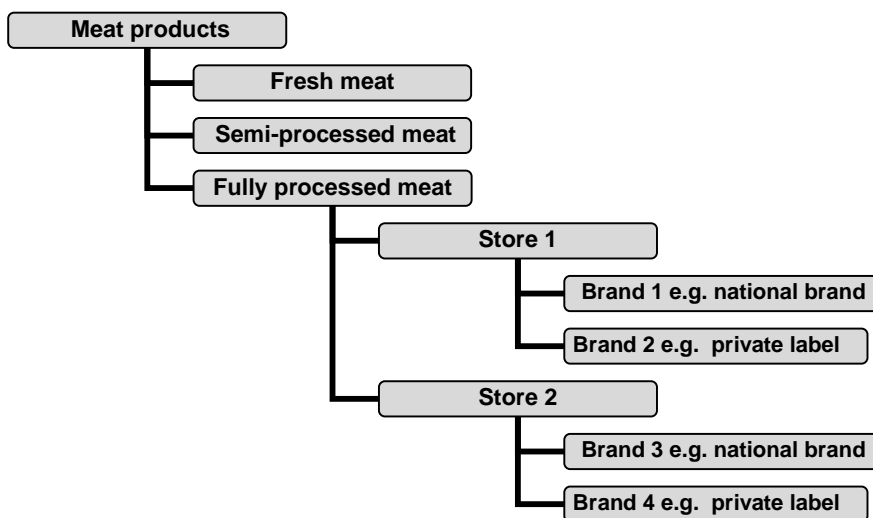 Meat products
Fresh meat
Semi-processed meat
Fully processed meat
Store 1
Brand 1 e.g. national brand
Brand 2 e.g. private label
Store 2
Brand 3 e.g. national brand
Brand 4 e.g. private label